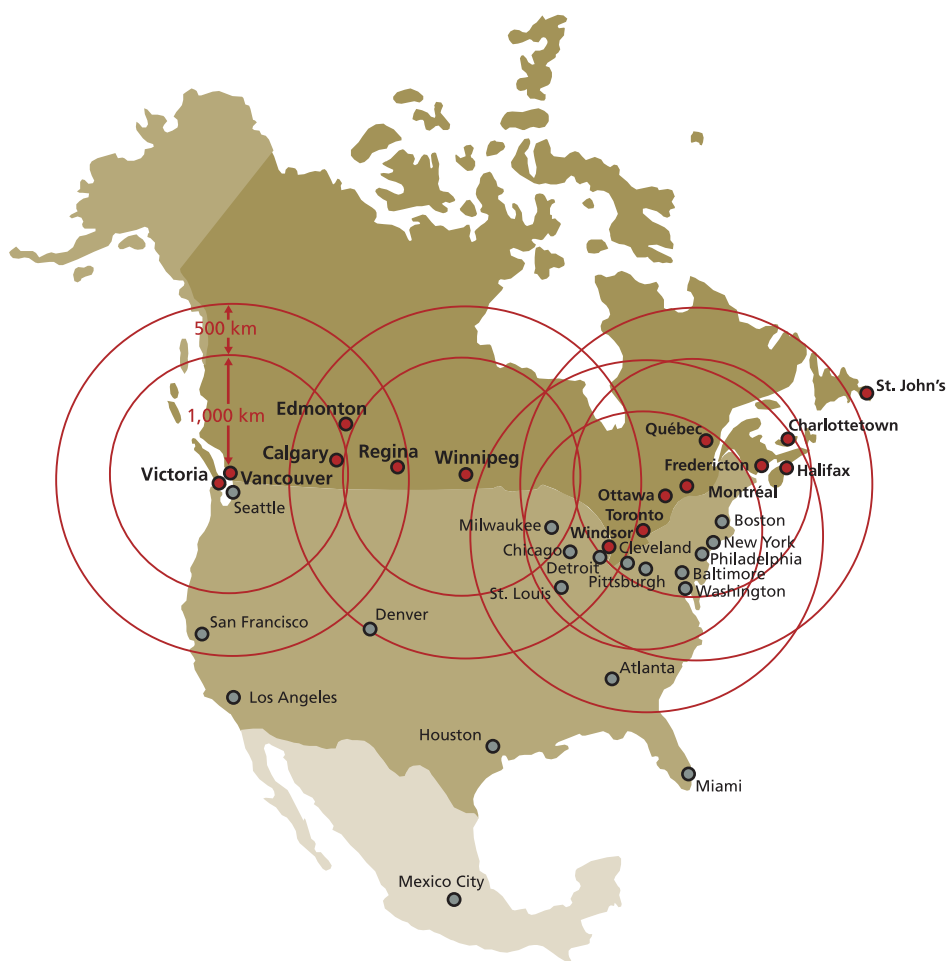 500 km
1,000 km
St. John's
Edmonton
Charlottetown
Québec
Calgary
Regina
Winnipeg
Fredericton
Halifax
Victoria
Vancouver
Montréal
Ottawa
Seattle
Toronto
Boston
Milwaukee
Windsor
New York
Chicago
Cleveland
Philadelphia
Detroit
Pittsburgh
Baltimore
St. Louis
Washington
Denver
San Francisco
Atlanta
Los Angeles
Houston
Miami
Mexico City